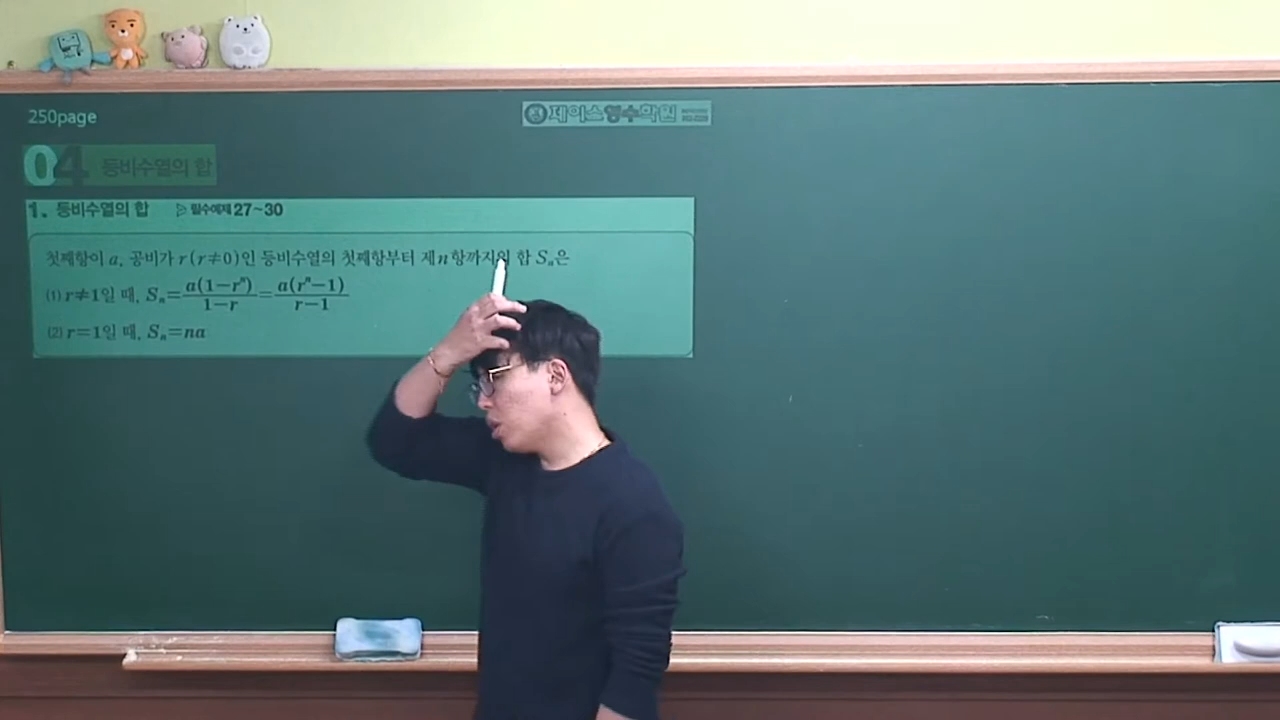 250page
제이스영수학원
04 등비수열의 합
1. 등비수열의 합 ▷ 필수예제 27~30
첫째항이 a, 공비가 r(r≠0)인 등비수열의 첫째항부터 제n항까지의 합 Sₙ은
(1) r≠1일 때, Sₙ=a(1-rⁿ)/1-r=a(rⁿ-1)/r-1
(2) r=1일 때, Sₙ=na